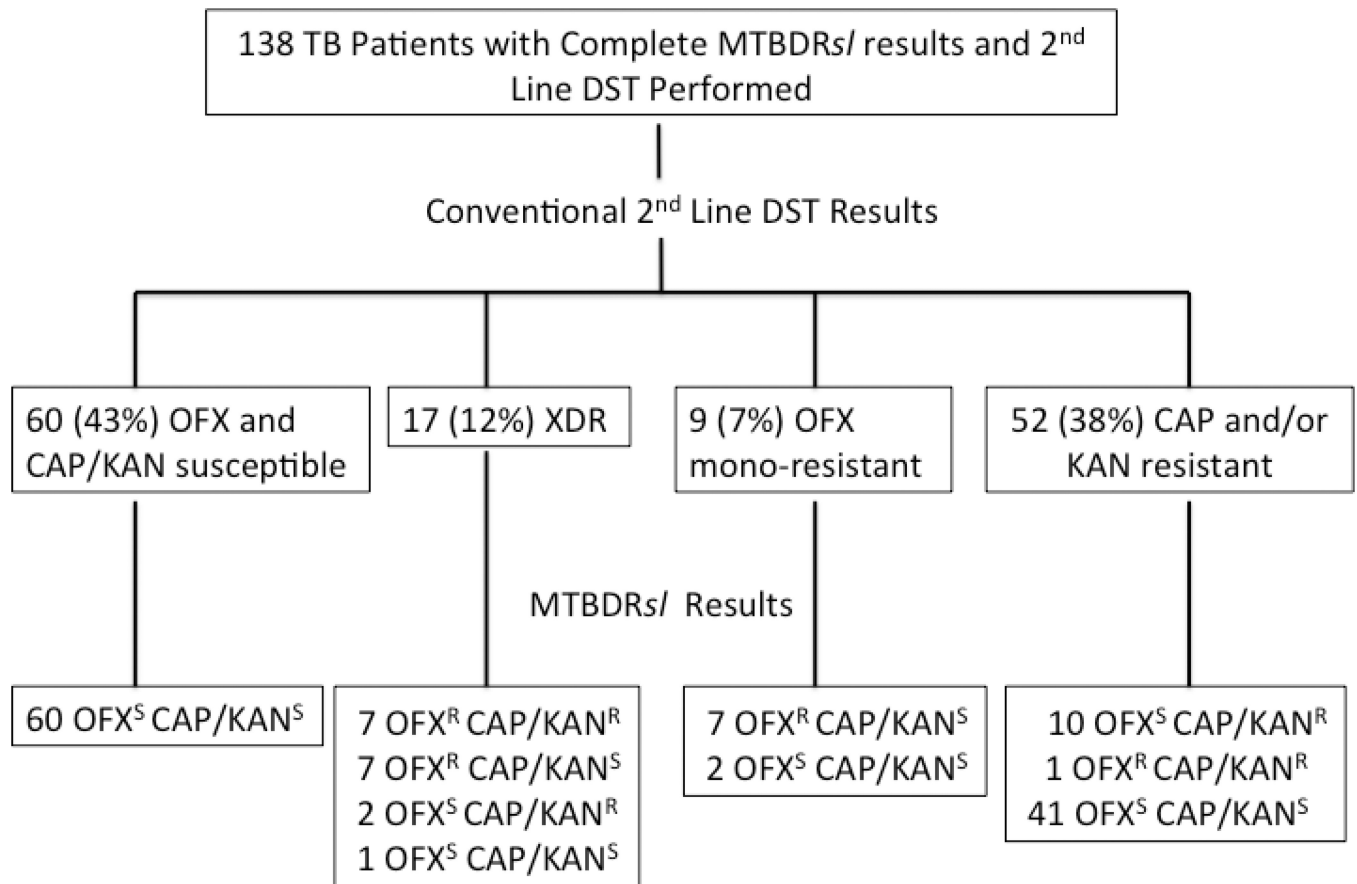 138 TB Patients with Complete MTBDRsl results and 2nd
Line DST Performed
Conventional 2nd Line DST Results
60 (43%) OFX and
CAP/KAN susceptible
17 (12%) XDR
9 (7%) OFX
mono-resistant
52 (38%) CAP and/or
KAN resistant
MTBDRsl Results
60 OFXS CAP/KANS
7 OFXR CAP/KANR
7 OFXR CAP/KANS
2 OFXS CAP/KANR
1 OFXS CAP/KANS
7 OFXR CAP/KANS
2 OFXS CAP/KANS
10 OFXS CAP/KANR
1 OFXR CAP/KANR
41 OFXS CAP/KANS